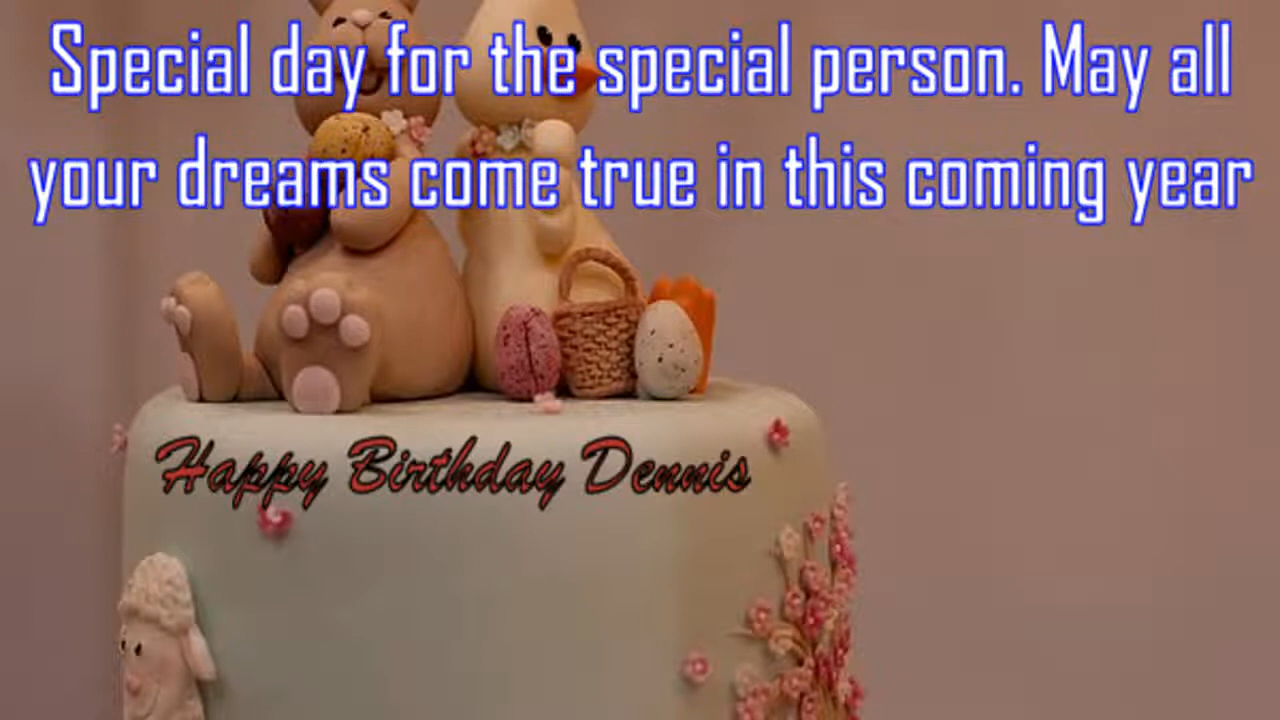 Special day for the special person. May all
your dreams come true in this coming year
Happy Birthday Dennis